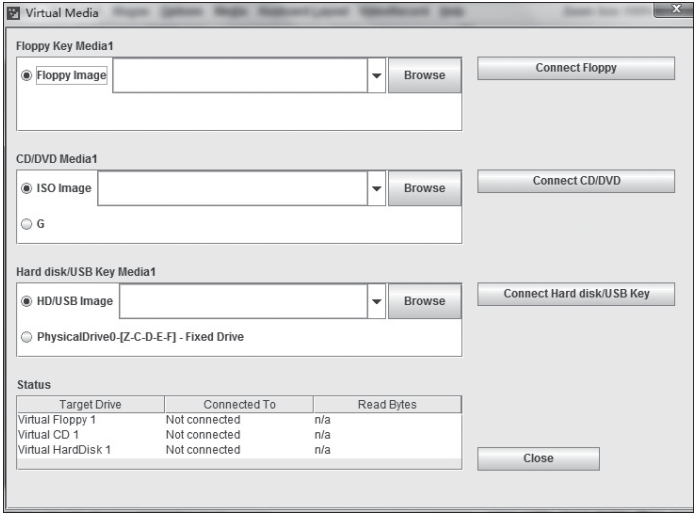 Virtual Media
Floppy Key Media1
Floppy Image
Browse
Connect Floppy
CD/DVD Media1
ISO Image
Browse
Connect CD/DVD
G
Hard disk/USB Key Media1
HD/USB Image
Browse
Connect Hard disk/USB Key
PhysicalDrive0-[Z-C-D-E-F] - Fixed Drive
Status
Target Drive Connected To Read Bytes
Virtual Floppy 1 Not connected n/a
Virtual CD 1 Not connected n/a
Virtual HardDisk 1 Not connected n/a
Close